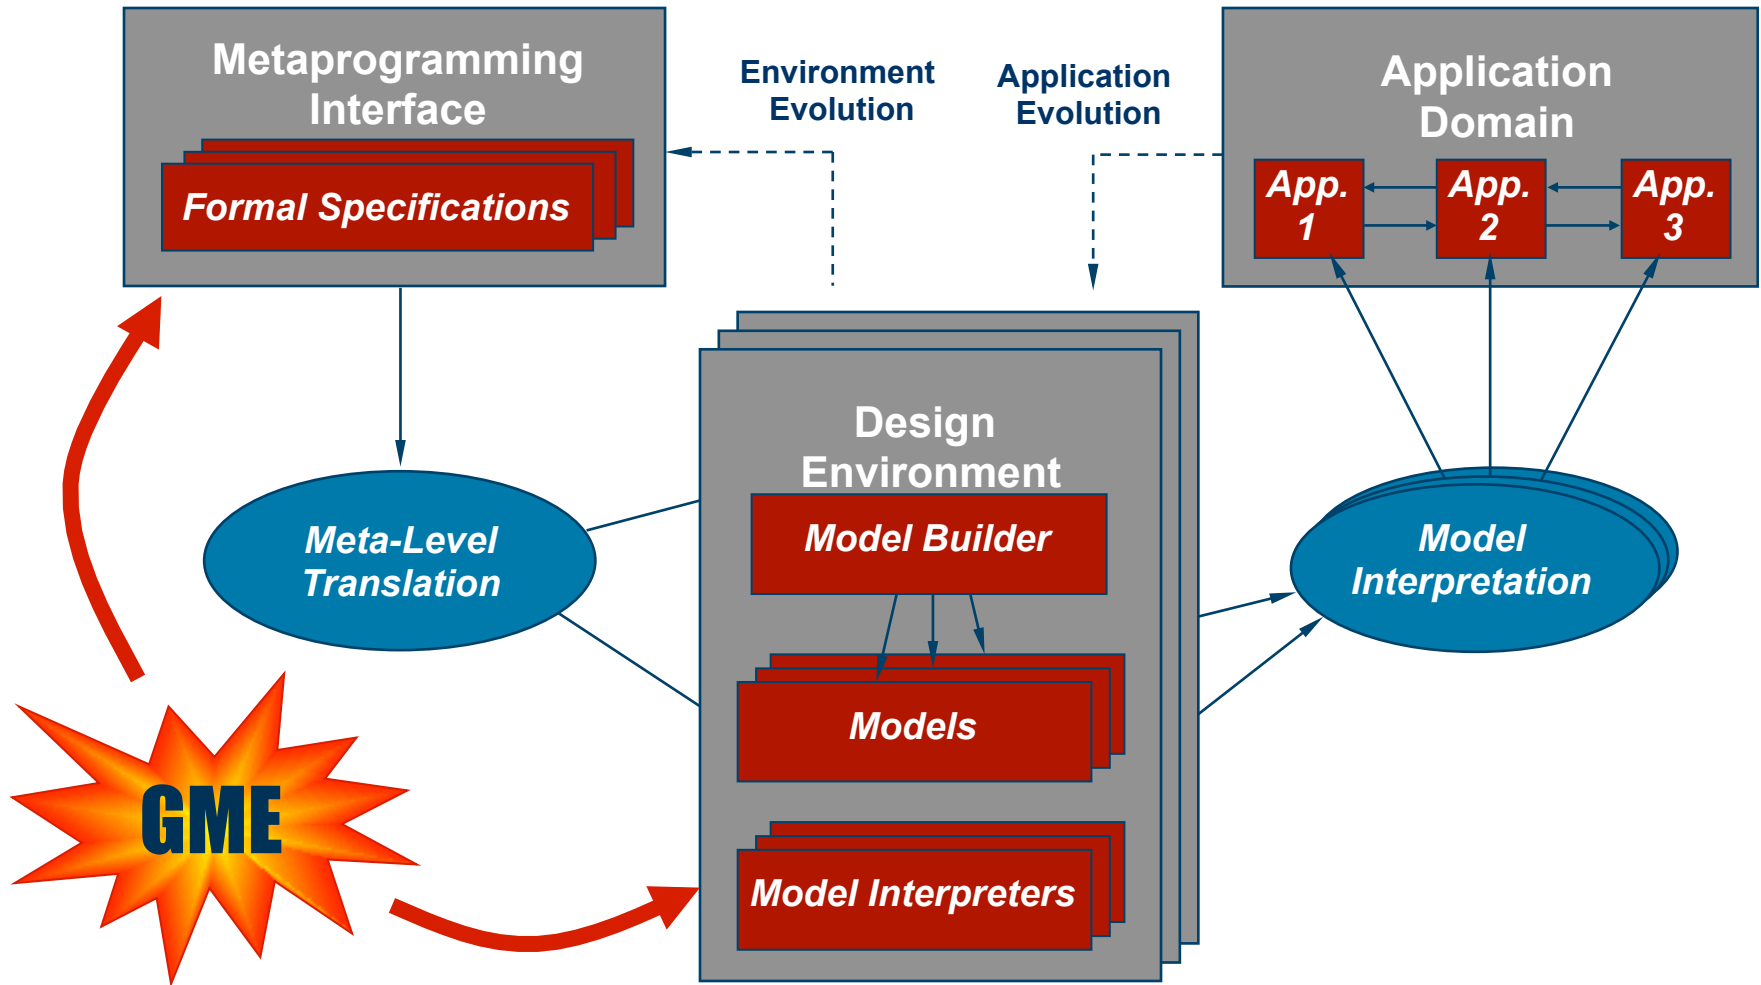 Metaprogramming
Interface
Formal Specifications
Environment
Evolution
Application
Evolution
Application
Domain
App.
1
App.
2
App.
3
Meta-Level
Translation
Design
Environment
Model Builder
Models
Model Interpreters
Model
Interpretation
GME